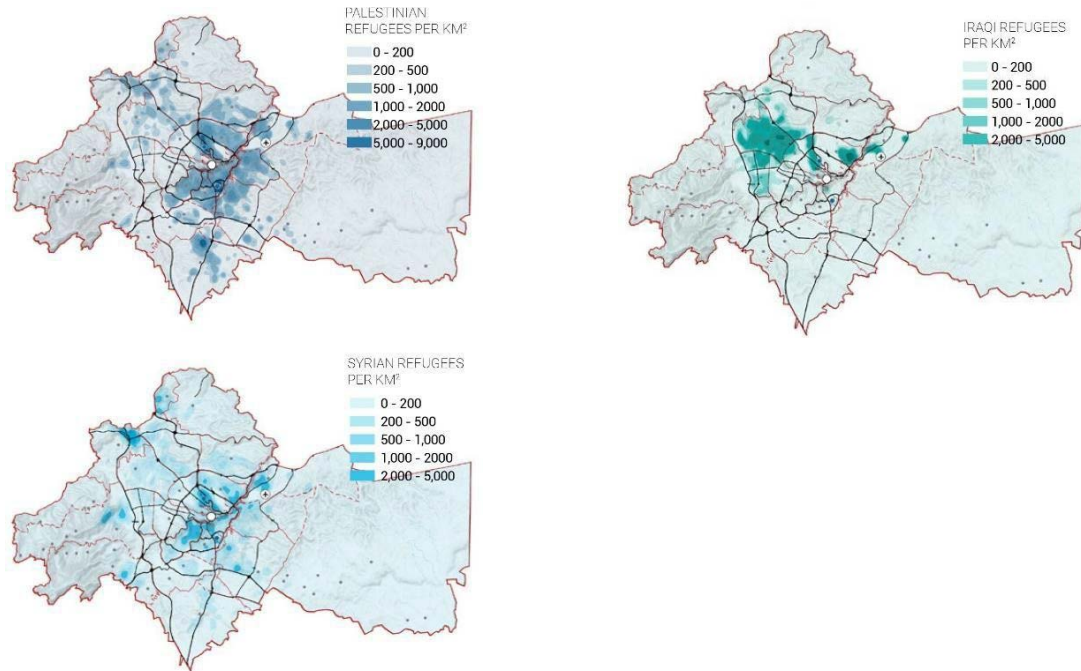 PALESTINIAN
REFUGEES PER KM²
0 - 200
200 - 500
500 - 1,000
1,000 - 2000
2,000 - 5,000
5,000 - 9,000
IRAQI REFUGEES
PER KM²
0 - 200
200 - 500
500 - 1,000
1,000 - 2000
2,000 - 5,000
SYRIAN REFUGEES
PER KM²
0 - 200
200 - 500
500 - 1,000
1,000 - 2000
2,000 - 5,000